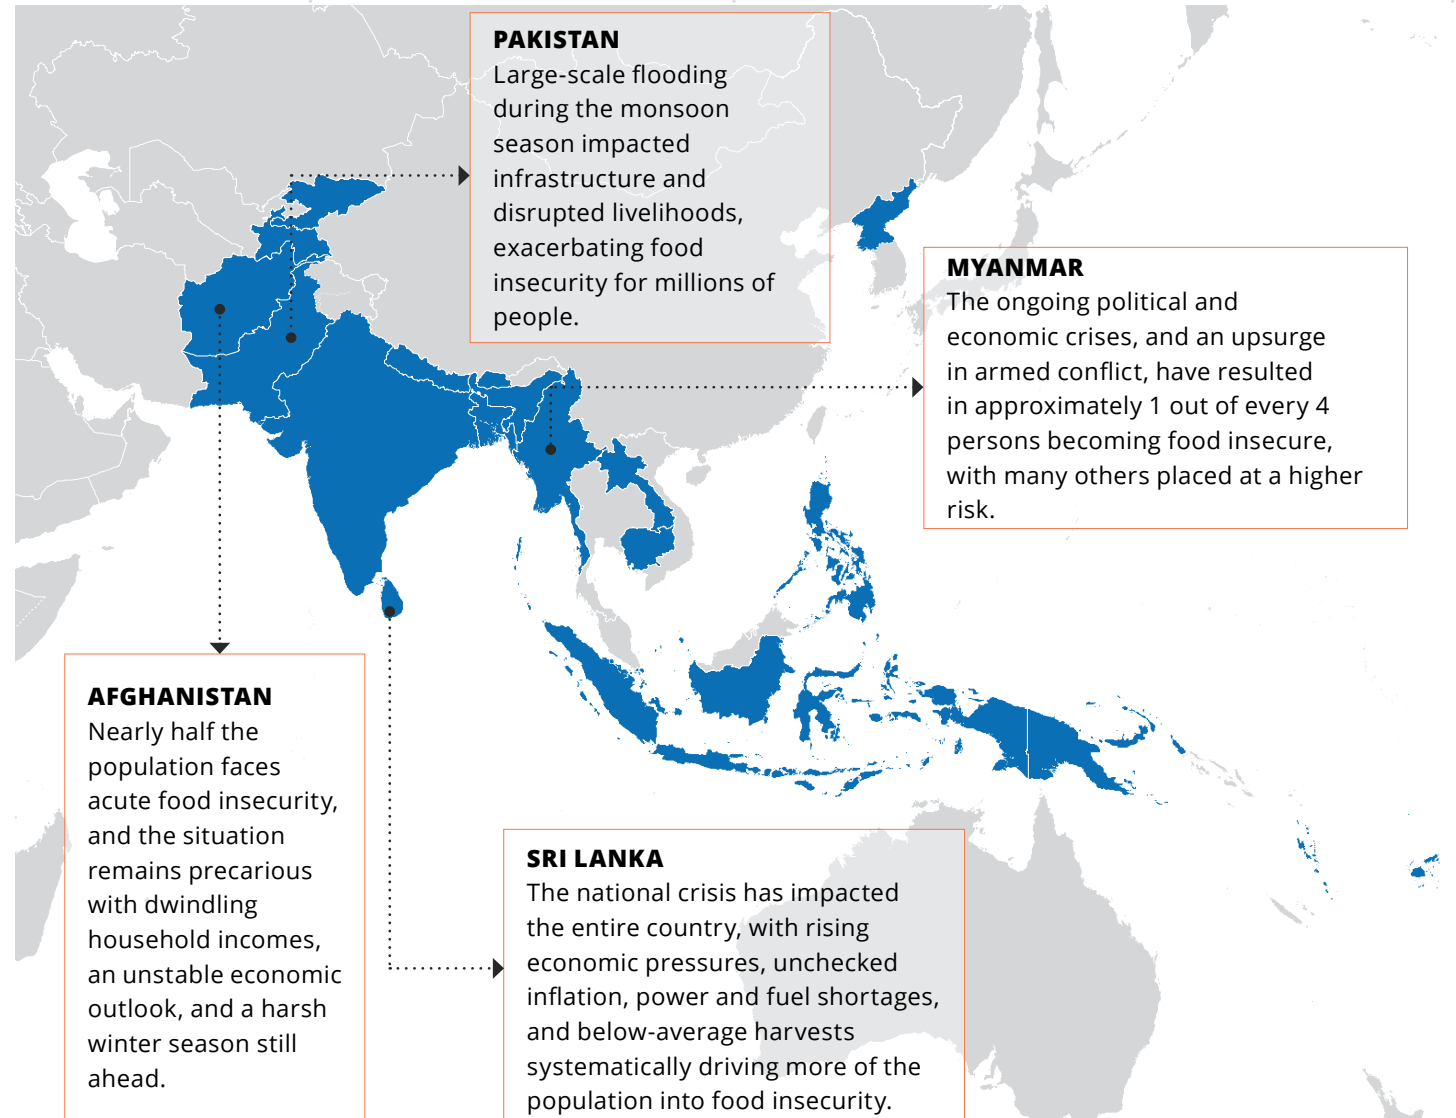 PAKISTAN
Large-scale flooding
during the monsoon
season impacted
infrastructure and
disrupted livelihoods,
exacerbating food
insecurity for millions of
people.
MYANMAR
The ongoing political and
economic crises, and an upsurge
in armed conflict, have resulted
in approximately 1 out of every 4
persons becoming food insecure,
with many others placed at a higher
risk.
AFGHANISTAN
Nearly half the
population faces
acute food insecurity,
and the situation
remains precarious
with dwindling
household incomes,
an unstable economic
outlook, and a harsh
winter season still
ahead.
SRI LANKA
The national crisis has impacted
the entire country, with rising
economic pressures, unchecked
inflation, power and fuel shortages,
and below-average harvests
systematically driving more of the
population into food insecurity.